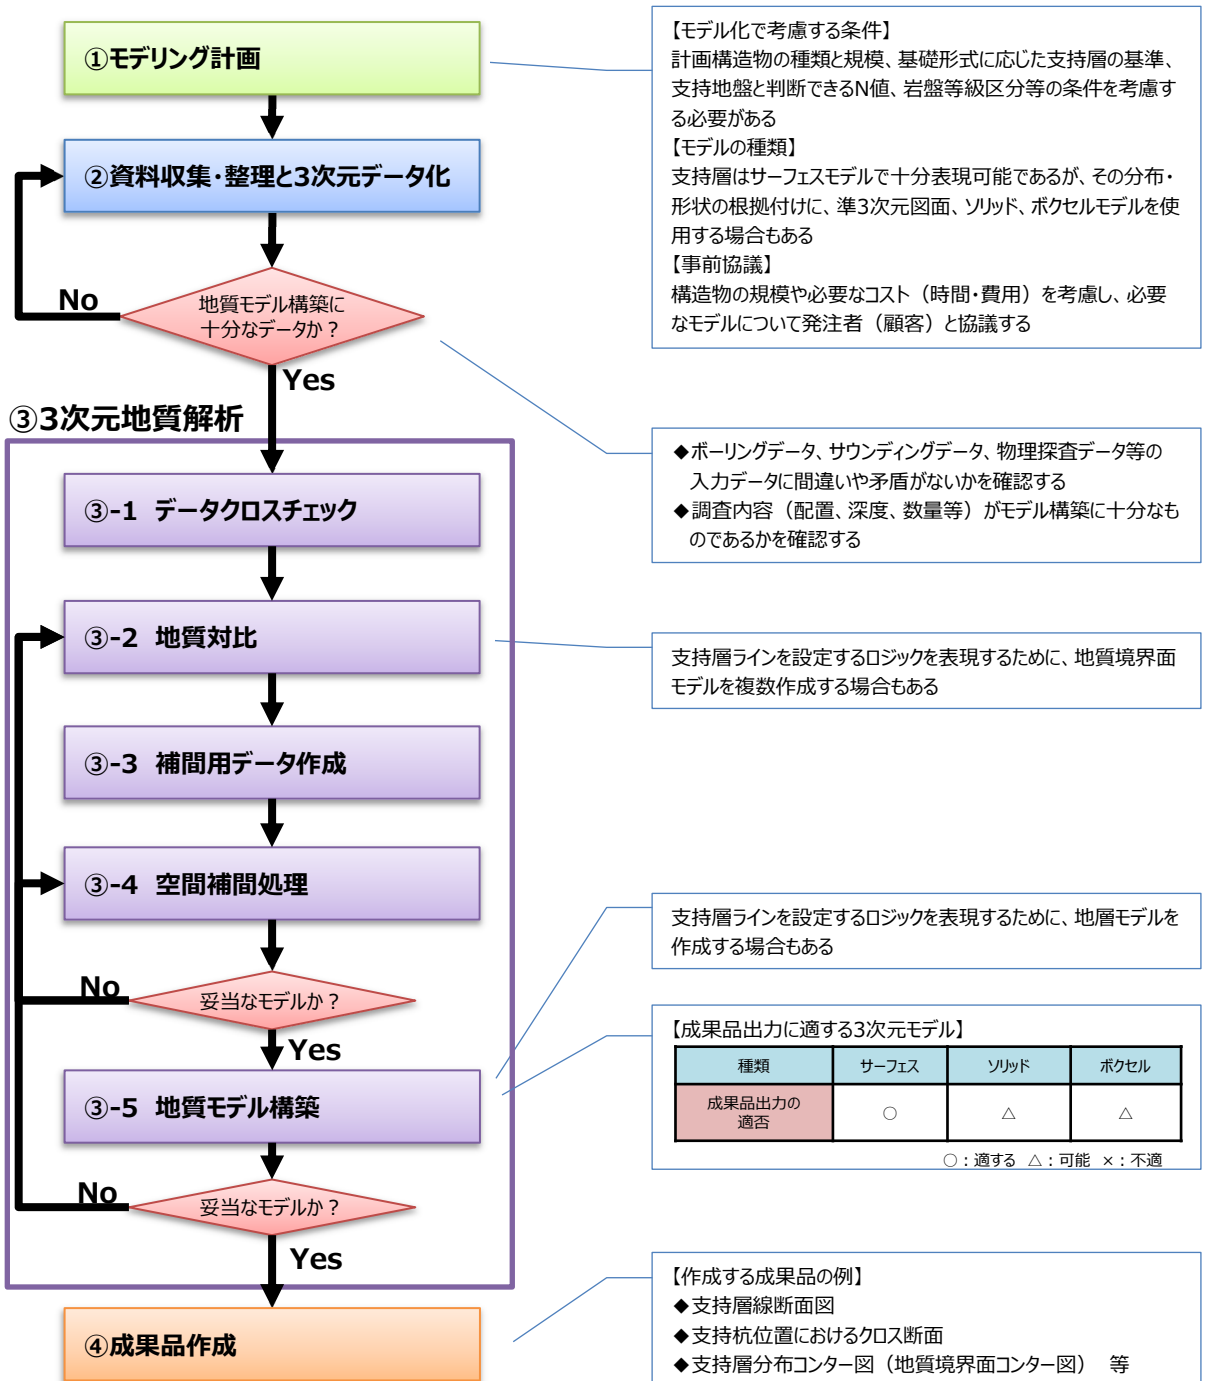 ①モデリング計画
【モデル化で考慮する条件】
計画構造物の種類と規模、基礎形式に応じた支持層の基準、
支持地盤と判断できるN値、岩盤等級区分等の条件を考慮す
る必要がある
【モデルの種類】
支持層はサーフェスモデルで十分表現可能であるが、その分布・
形状の根拠付けに、準3次元図面、ソリッド、ボクセルモデルを使
用する場合もある
【事前協議】
構造物の規模や必要なコスト（時間・費用）を考慮し、必要
なモデルについて発注者（顧客）と協議する
②資料収集・整理と3次元データ化
No
地質モデル構築に
十分なデータか？
Yes
◆ボーリングデータ、サウンディングデータ、物理探査データ等の
入力データに間違いや矛盾がないかを確認する
◆調査内容（配置、深度、数量等）がモデル構築に十分なも
のであるかを確認する
③3次元地質解析
③-1 データクロスチェック
③-2 地質対比
支持層ラインを設定するロジックを表現するために、地質境界面
モデルを複数作成する場合もある
③-3 補間用データ作成
③-4 空間補間処理
支持層ラインを設定するロジックを表現するために、地層モデルを
作成する場合もある
No
妥当なモデルか？
Yes
③-5 地質モデル構築
【成果品出力に適する3次元モデル】
種類 サーフェス ソリッド ボクセル
成果品出力の
適否 ○ △ △
○：適する △：可能 ×：不適
No
妥当なモデルか？
Yes
④成果品作成
【作成する成果品の例】
◆支持層線断面図
◆支持杭位置におけるクロス断面
◆支持層分布コンター図（地質境界面コンター図） 等